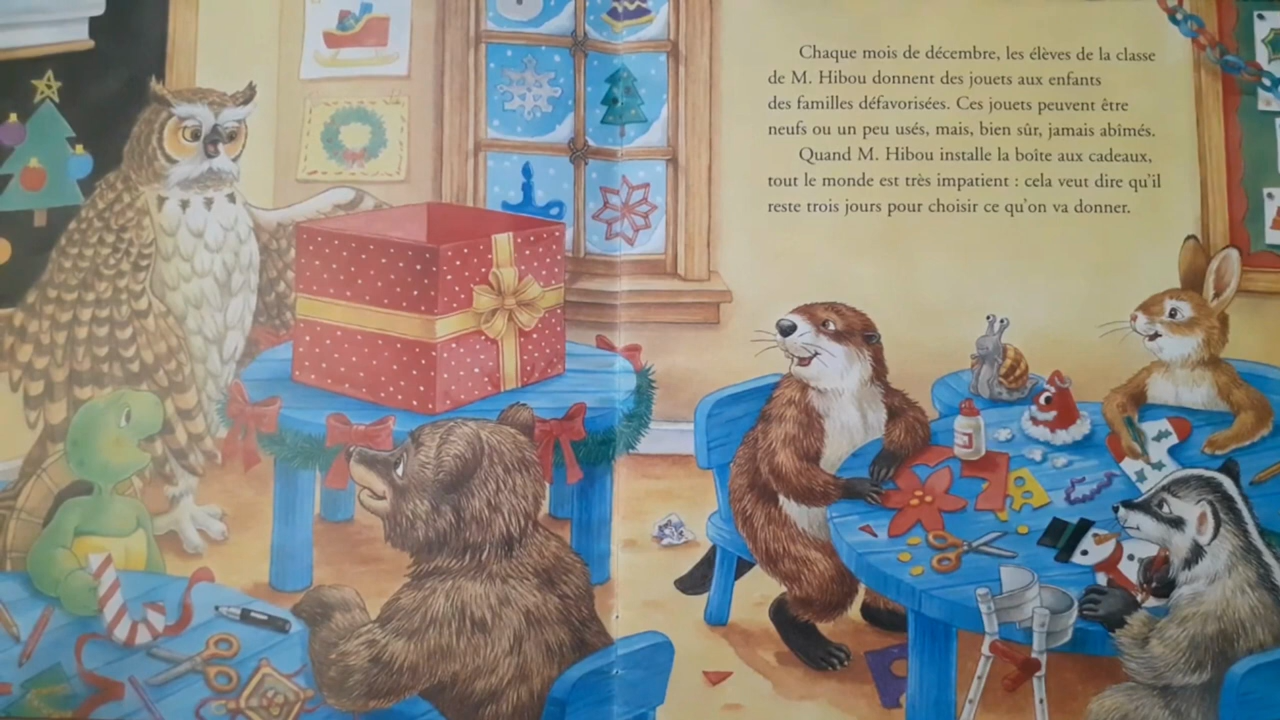 Chaque mois de décembre, les élèves de la classe
de M. Hibou donnent des jouets aux enfants
des familles défavorisées. Ces jouets peuvent être
neufs ou un peu usés, mais, bien sûr, jamais abîmés.
Quand M. Hibou installe la boîte aux cadeaux,
tout le monde est très impatient : cela veut dire qu'il
reste trois jours pour choisir ce qu'on va donner.